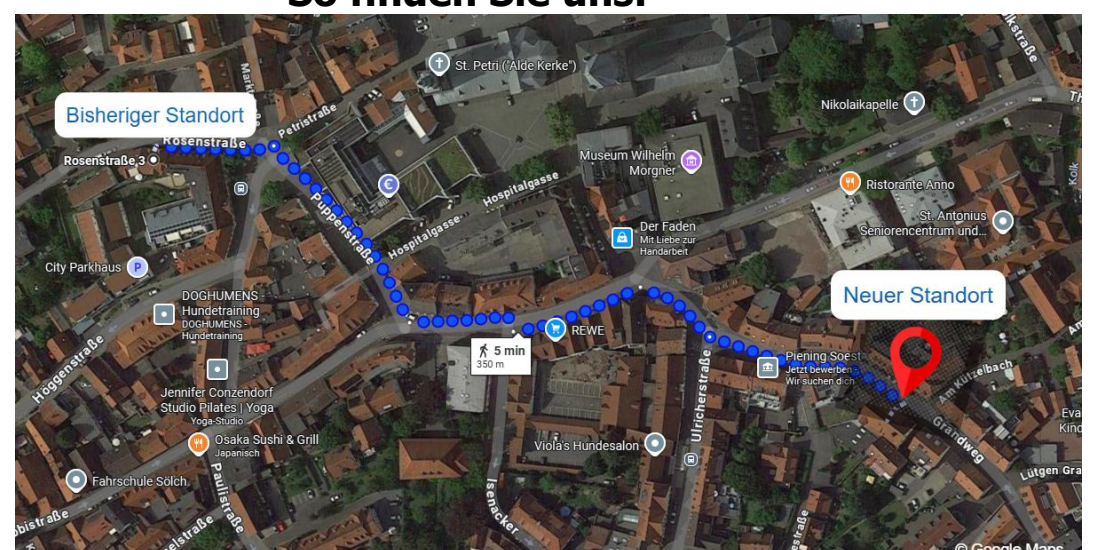 So finden Sie uns:
St. Petri ("Alde Kerke")
Petristraße
Bisheriger Standort
Rosenstraße
Rosenstraße 3
Nikolaikapelle
Museum Wilhelm
Morgner
Ristorante Anno
€
Hospitalgasse
Hospitalgasse
Puppenstraße
Der Faden
Mit Liebe zur
Handarbeit
St. Antonius
Seniorencentrum und...
Kolk
City Parkhaus
P
DOGHUMENS -
Hundetraining
DOGHUMENS -
Hundetraining
Neuer Standort
REWE
5 min
350 m
Piening Soest
Jetzt bewerben
Wir suchen dich
Höggenstraße
Jennifer Conzendorf
Studio Pilates | Yoga
Yoga-Studio
Ulricherstraße
Am Kützelbach
Osaka Sushi & Grill
Japanisch
Viola's Hundesalon
Grandweg
Fahrschule Sölch
Paulistraße
Isenacker
Lütgen Gra
© Google Maps